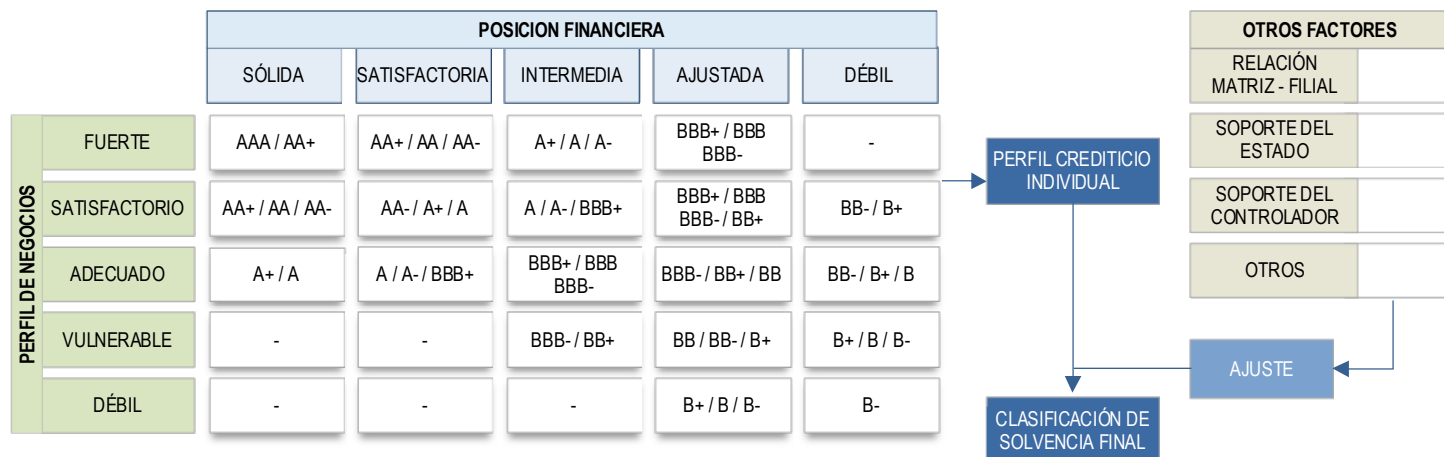 POSICION FINANCIERA
SÓLIDA
SATISFACTORIA
INTERMEDIA
AJUSTADA
DÉBIL
PERFIL DE NEGOCIOS
FUERTE
AAA / AA+
AA+ / AA / AA-
A+ / A / A-
BBB+ / BBB
BBB-
-
SATISFACTORIO
AA+ / AA / AA-
AA- / A+ / A
A / A- / BBB+
BBB+ / BBB
BBB- / BB+
BB- / B+
ADECUADO
A+ / A
A / A- / BBB+
BBB+ / BBB
BBB-
BBB- / BB+ / BB
BB- / B+ / B
VULNERABLE
-
-
BBB- / BB+
BB / BB- / B+
B+ / B / B-
DÉBIL
-
-
-
B+ / B / B-
B-
PERFIL CREDITICIO
INDIVIDUAL
CLASIFICACIÓN DE
SOLVENCIA FINAL
OTROS FACTORES
RELACIÓN
MATRIZ - FILIAL
SOPORTE DEL
ESTADO
SOPORTE DEL
CONTROLADOR
OTROS
AJUSTE